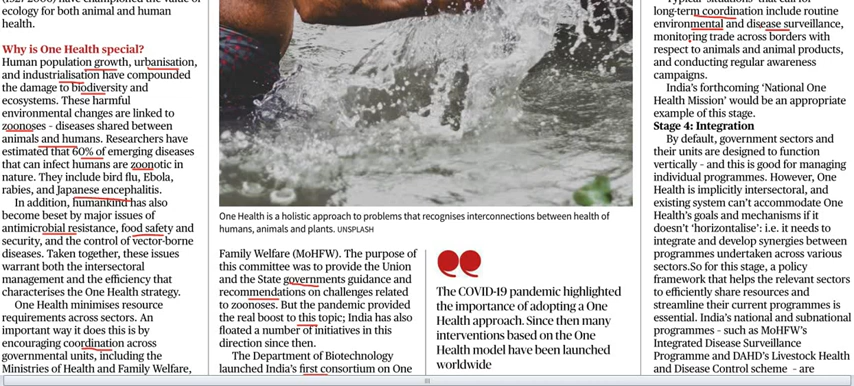 (1927-2006) have championed the value of
ecology for both animal and human
health.
Why is One Health special?
Human population growth, urbanisation,
and industrialisation have compounded
the damage to biodiversity and
ecosystems. These harmful
environmental changes are linked to
zoonoses – diseases shared between
animals and humans. Researchers have
estimated that 60% of emerging diseases
that can infect humans are zoonotic in
nature. They include bird flu, Ebola,
rabies, and Japanese encephalitis.
In addition, humankind has also
become beset by major issues of
antimicrobial resistance, food safety and
security, and the control of vector-borne
diseases. Taken together, these issues
warrant both the intersectoral
management and the efficiency that
characterises the One Health strategy.
One Health minimises resource
requirements across sectors. An
important way it does this is by
encouraging coordination across
governmental units, including the
Ministries of Health and Family Welfare,
One Health is a holistic approach to problems that recognises interconnections between health of
humans, animals and plants. UNSPLASH
Family Welfare (MoHFW). The purpose of
this committee was to provide the Union
and the State governments guidance and
recommendations on challenges related
to zoonoses. But the pandemic provided
the real boost to this topic; India has also
floated a number of initiatives in this
direction since then.
The Department of Biotechnology
launched India's first consortium on One
The COVID-19 pandemic highlighted
the importance of adopting a One
Health approach. Since then many
interventions based on the One
Health model have been launched
worldwide
long-term coordination include routine
environmental and disease surveillance,
monitoring trade across borders with
respect to animals and animal products,
and conducting regular awareness
campaigns.
India's forthcoming 'National One
Health Mission' would be an appropriate
example of this stage.
Stage 4: Integration
By default, government sectors and
their units are designed to function
vertically – and this is good for managing
individual programmes. However, One
Health is implicitly intersectoral, and
existing system can't accommodate One
Health's goals and mechanisms if it
doesn't 'horizontalise': i.e. it needs to
integrate and develop synergies between
programmes undertaken across various
sectors.So for this stage, a policy
framework that helps the relevant sectors
to efficiently share resources and
streamline their current programmes is
essential. India's national and subnational
programmes – such as MoHFW's
Integrated Disease Surveillance
Programme and DAHD's Livestock Health
and Disease Control scheme – are